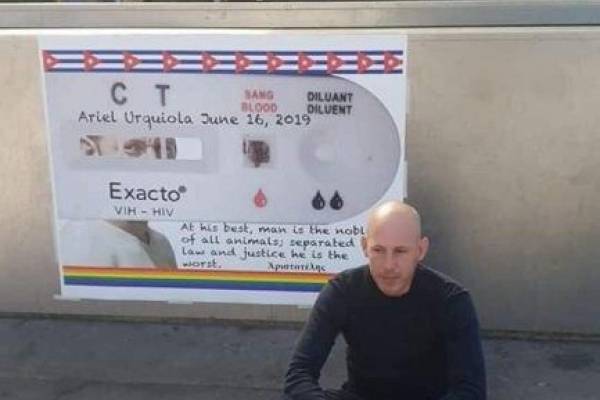 C T
SANG
BLOOD
DILUANT
DILUENT
Ariel Urquiola June 16, 2019
Exacto®
VIH - HIV
At his best, man is the nobl
of all animals; separated
law and justice he is the
worst. Ἀριστοτέλης